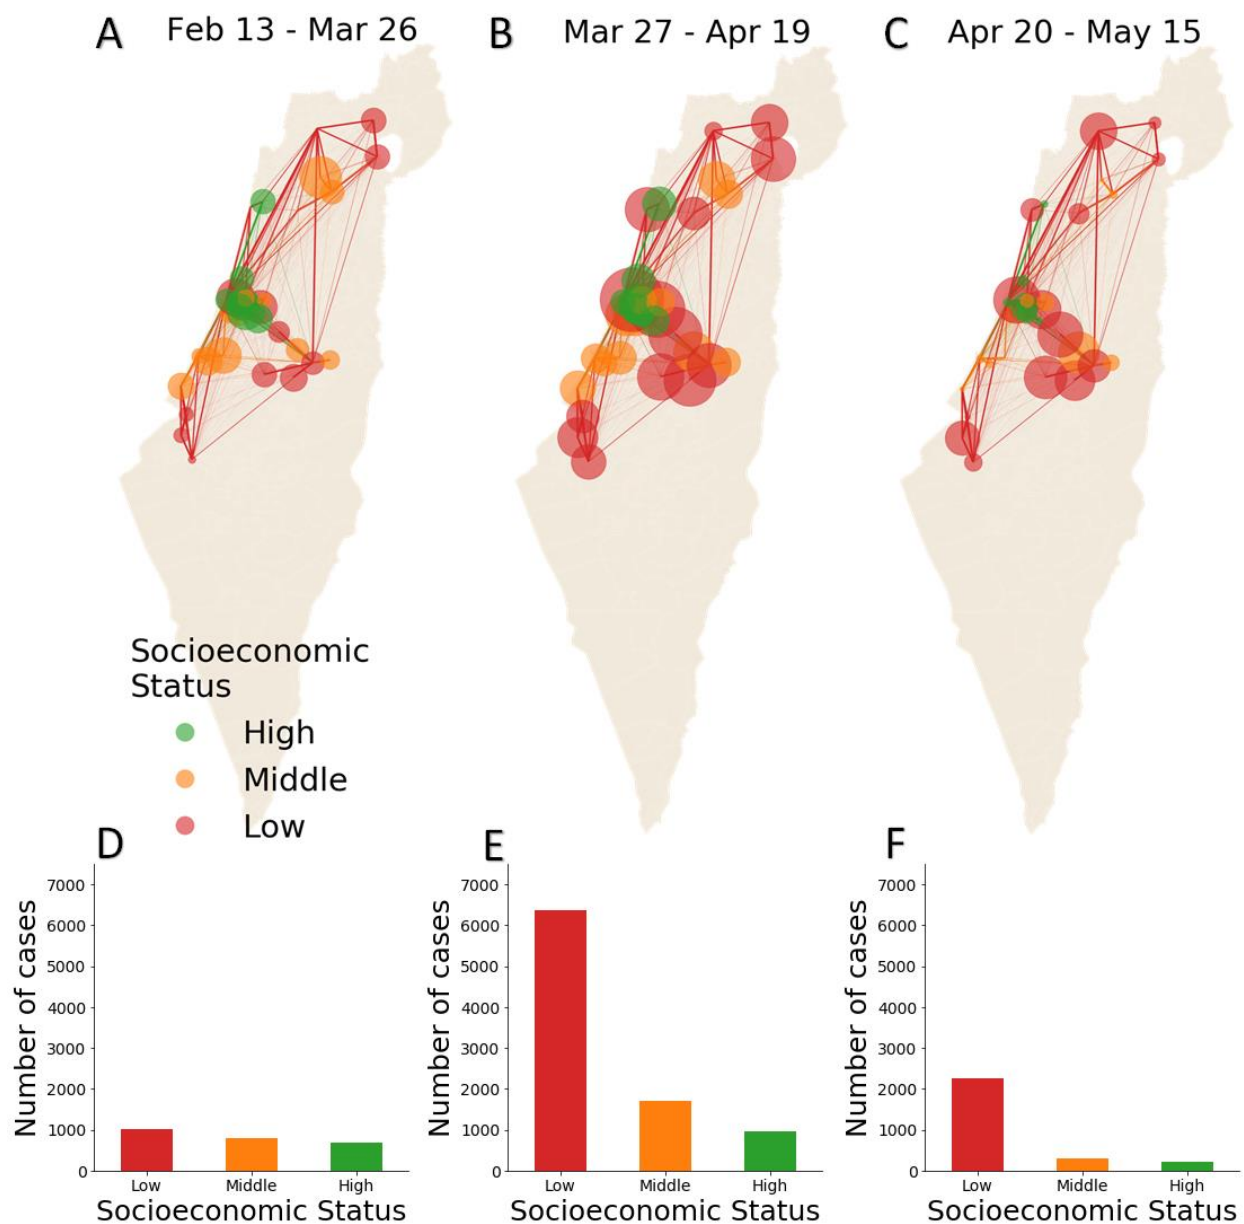 A Feb 13 - Mar 26
B Mar 27 - Apr 19
C Apr 20 - May 15
Socioeconomic
Status
High
Middle
Low
D
Number of cases
7000
6000
5000
4000
3000
2000
1000
0
Low Middle High
Socioeconomic Status
E
Number of cases
7000
6000
5000
4000
3000
2000
1000
0
Low Middle High
Socioeconomic Status
F
Number of cases
7000
6000
5000
4000
3000
2000
1000
0
Low Middle High
Socioeconomic Status